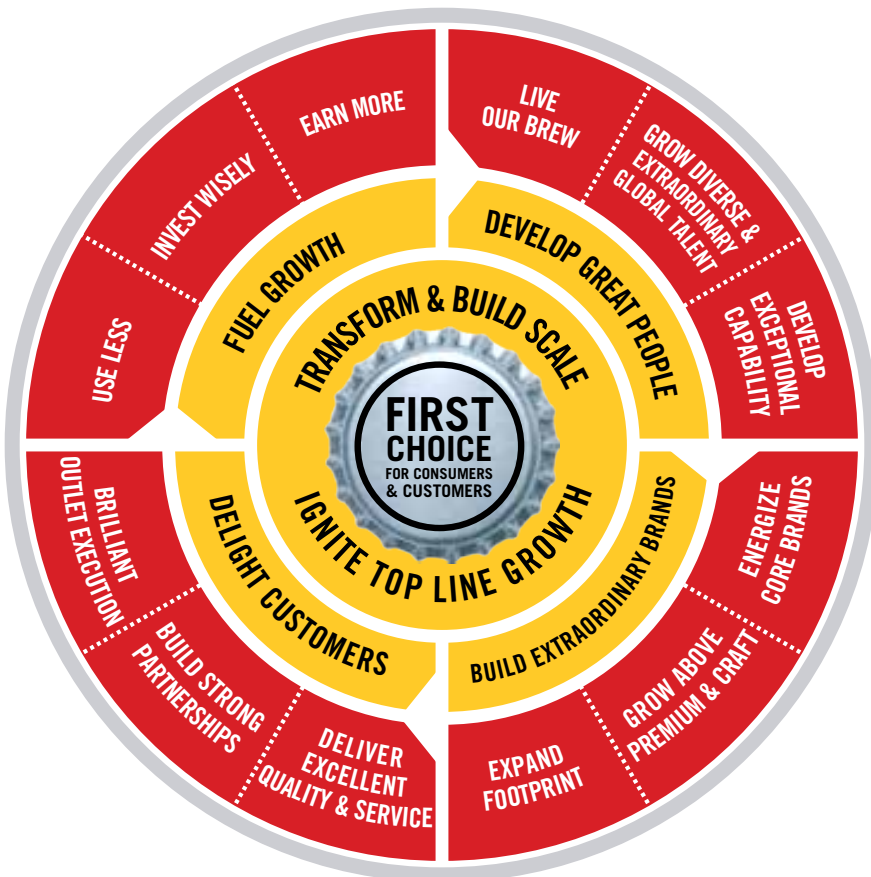 FIRST
CHOICE
FOR CONSUMERS
& CUSTOMERS
TRANSFORM & BUILD SCALE
IGNITE TOP LINE GROWTH
DEVELOP GREAT PEOPLE
LIVE
OUR BREW
GROW DIVERSE &
EXTRAORDINARY
GLOBAL TALENT
DEVELOP
EXCEPTIONAL
CAPABILITY
BUILD EXTRAORDINARY BRANDS
ENERGIZE
CORE BRANDS
GROW ABOVE
PREMIUM & CRAFT
EXPAND
FOOTPRINT
DELIGHT CUSTOMERS
DELIVER
EXCELLENT
QUALITY & SERVICE
BUILD STRONG
PARTNERSHIPS
BRILLIANT
OUTLET EXECUTION
FUEL GROWTH
USE LESS
INVEST WISELY
EARN MORE